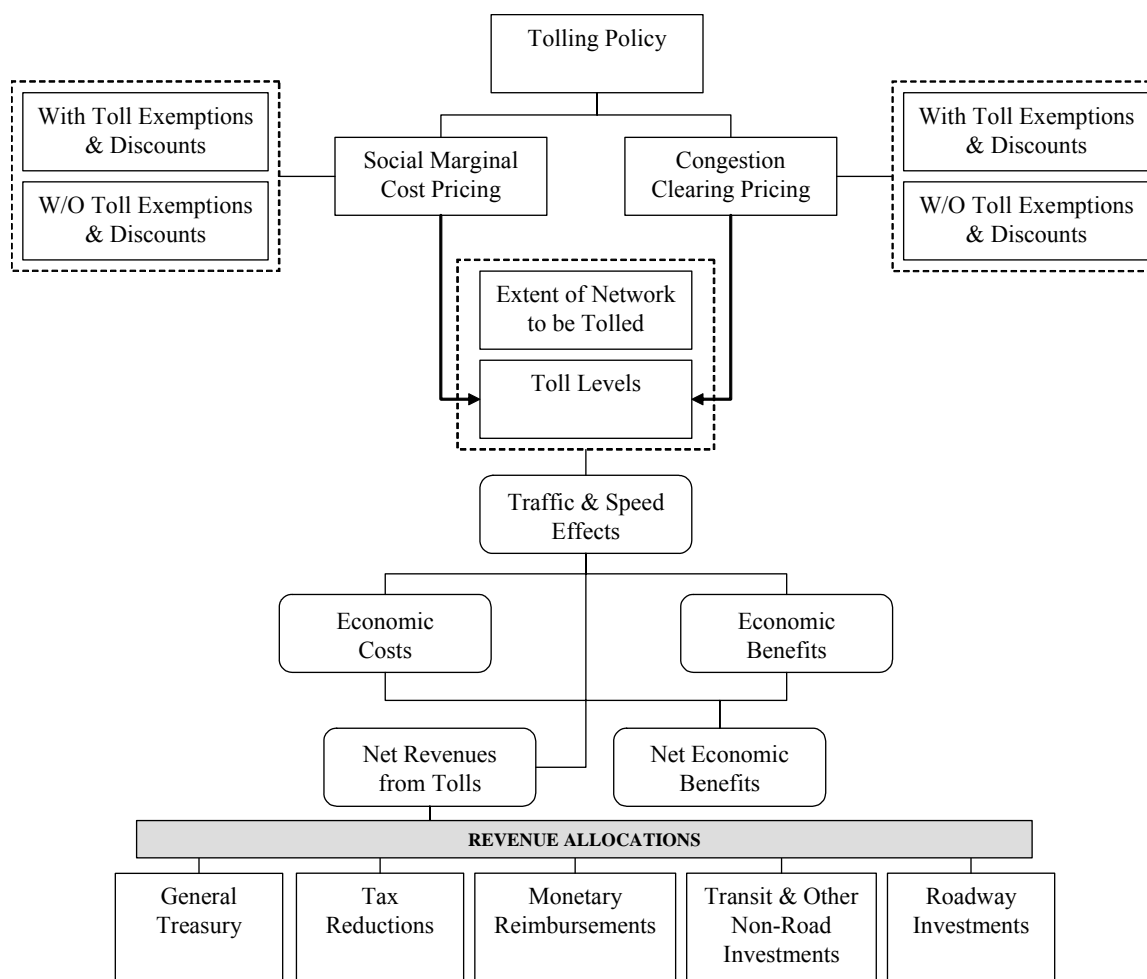 Tolling Policy
With Toll Exemptions
& Discounts
W/O Toll Exemptions
& Discounts
Social Marginal
Cost Pricing
Congestion
Clearing Pricing
With Toll Exemptions
& Discounts
W/O Toll Exemptions
& Discounts
Extent of Network
to be Tolled
Toll Levels
Traffic & Speed
Effects
Economic
Costs
Economic
Benefits
Net Revenues
from Tolls
Net Economic
Benefits
REVENUE ALLOCATIONS
General
Treasury
Tax
Reductions
Monetary
Reimbursements
Transit & Other
Non-Road
Investments
Roadway
Investments